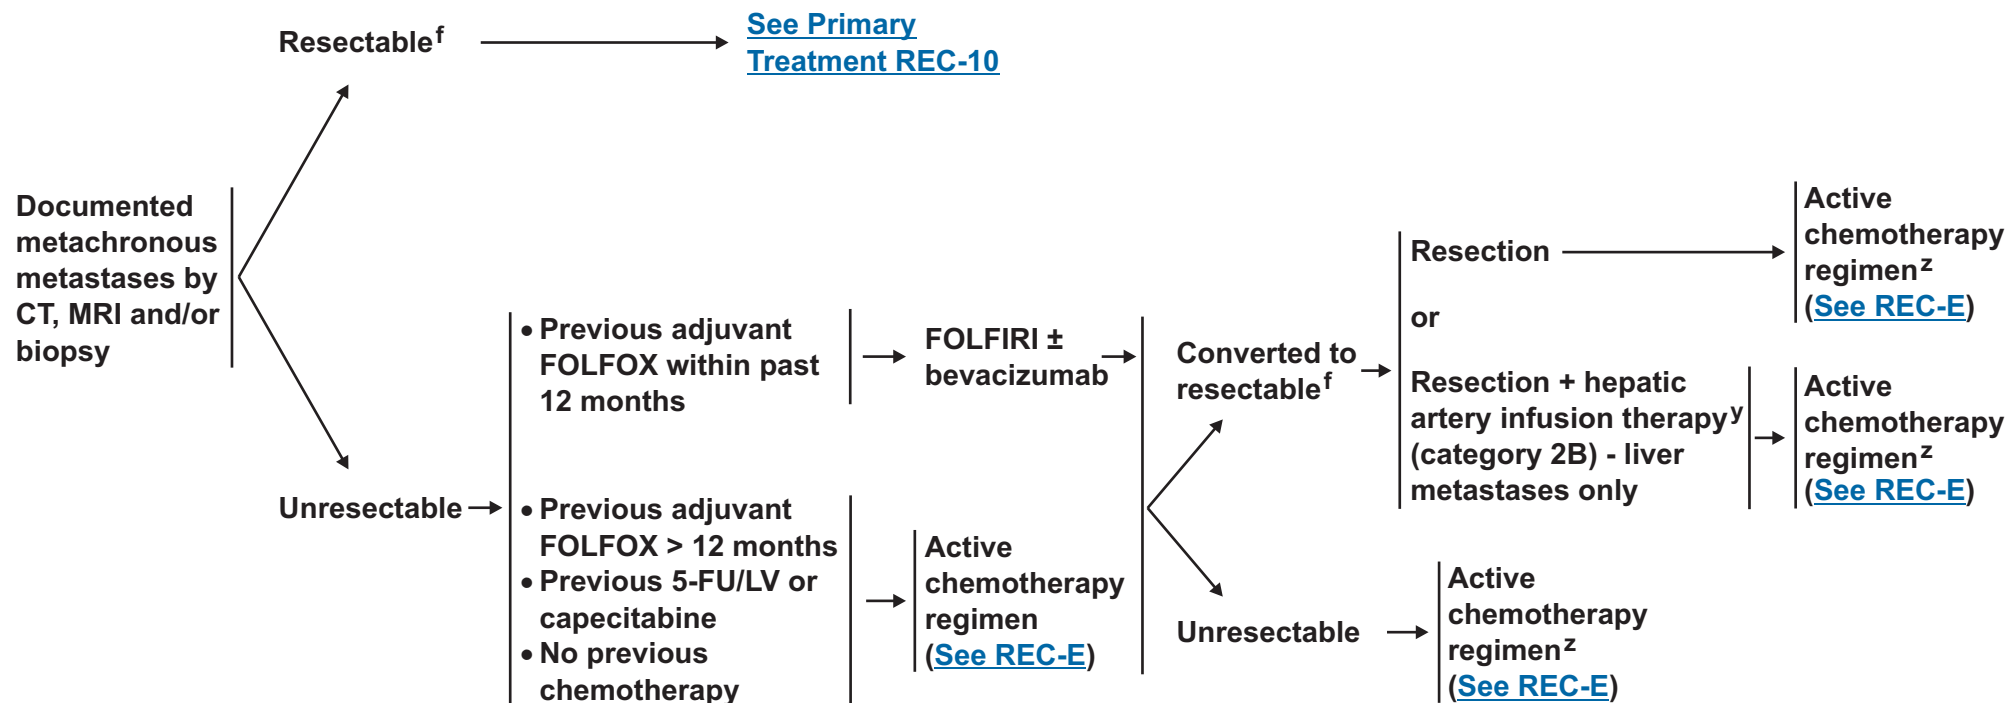 Resectable f
See Primary
Treatment REC-10
Documented
metachronous
metastases by
CT, MRI and/or
biopsy
Unresectable
• Previous adjuvant
FOLFOX within past
12 months
FOLFIRI ±
bevacizumab
• Previous adjuvant
FOLFOX > 12 months
• Previous 5-FU/LV or
capecitabine
• No previous
chemotherapy
Active
chemotherapy
regimen
(See REC-E)
Converted to
resectable f
Resection
or
Resection + hepatic
artery infusion therapy y
(category 2B) - liver
metastases only
Active
chemotherapy
regimen z
(See REC-E)
Active
chemotherapy
regimen z
(See REC-E)
Unresectable
Active
chemotherapy
regimen z
(See REC-E)